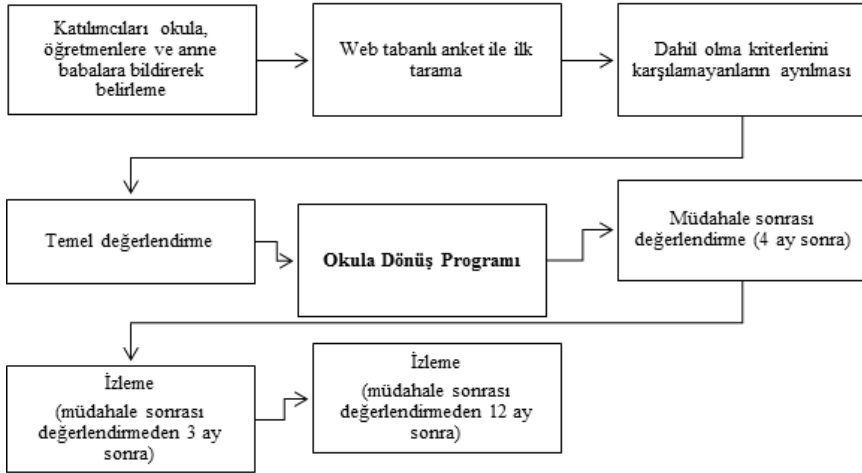 Katılımcıları okula,
öğretmenlere ve anne
babalara bildirerek
belirleme
Web tabanlı anket ile ilk
tarama
Dahil olma kriterlerini
karşılamayanların ayrılması
Temel değerlendirme
Okula Dönüş Programı
Müdahale sonrası
değerlendirme (4 ay sonra)
İzleme
(müdahale sonrası
değerlendirmeden 3 ay
sonra)
İzleme
(müdahale sonrası
değerlendirmeden 12 ay
sonra)